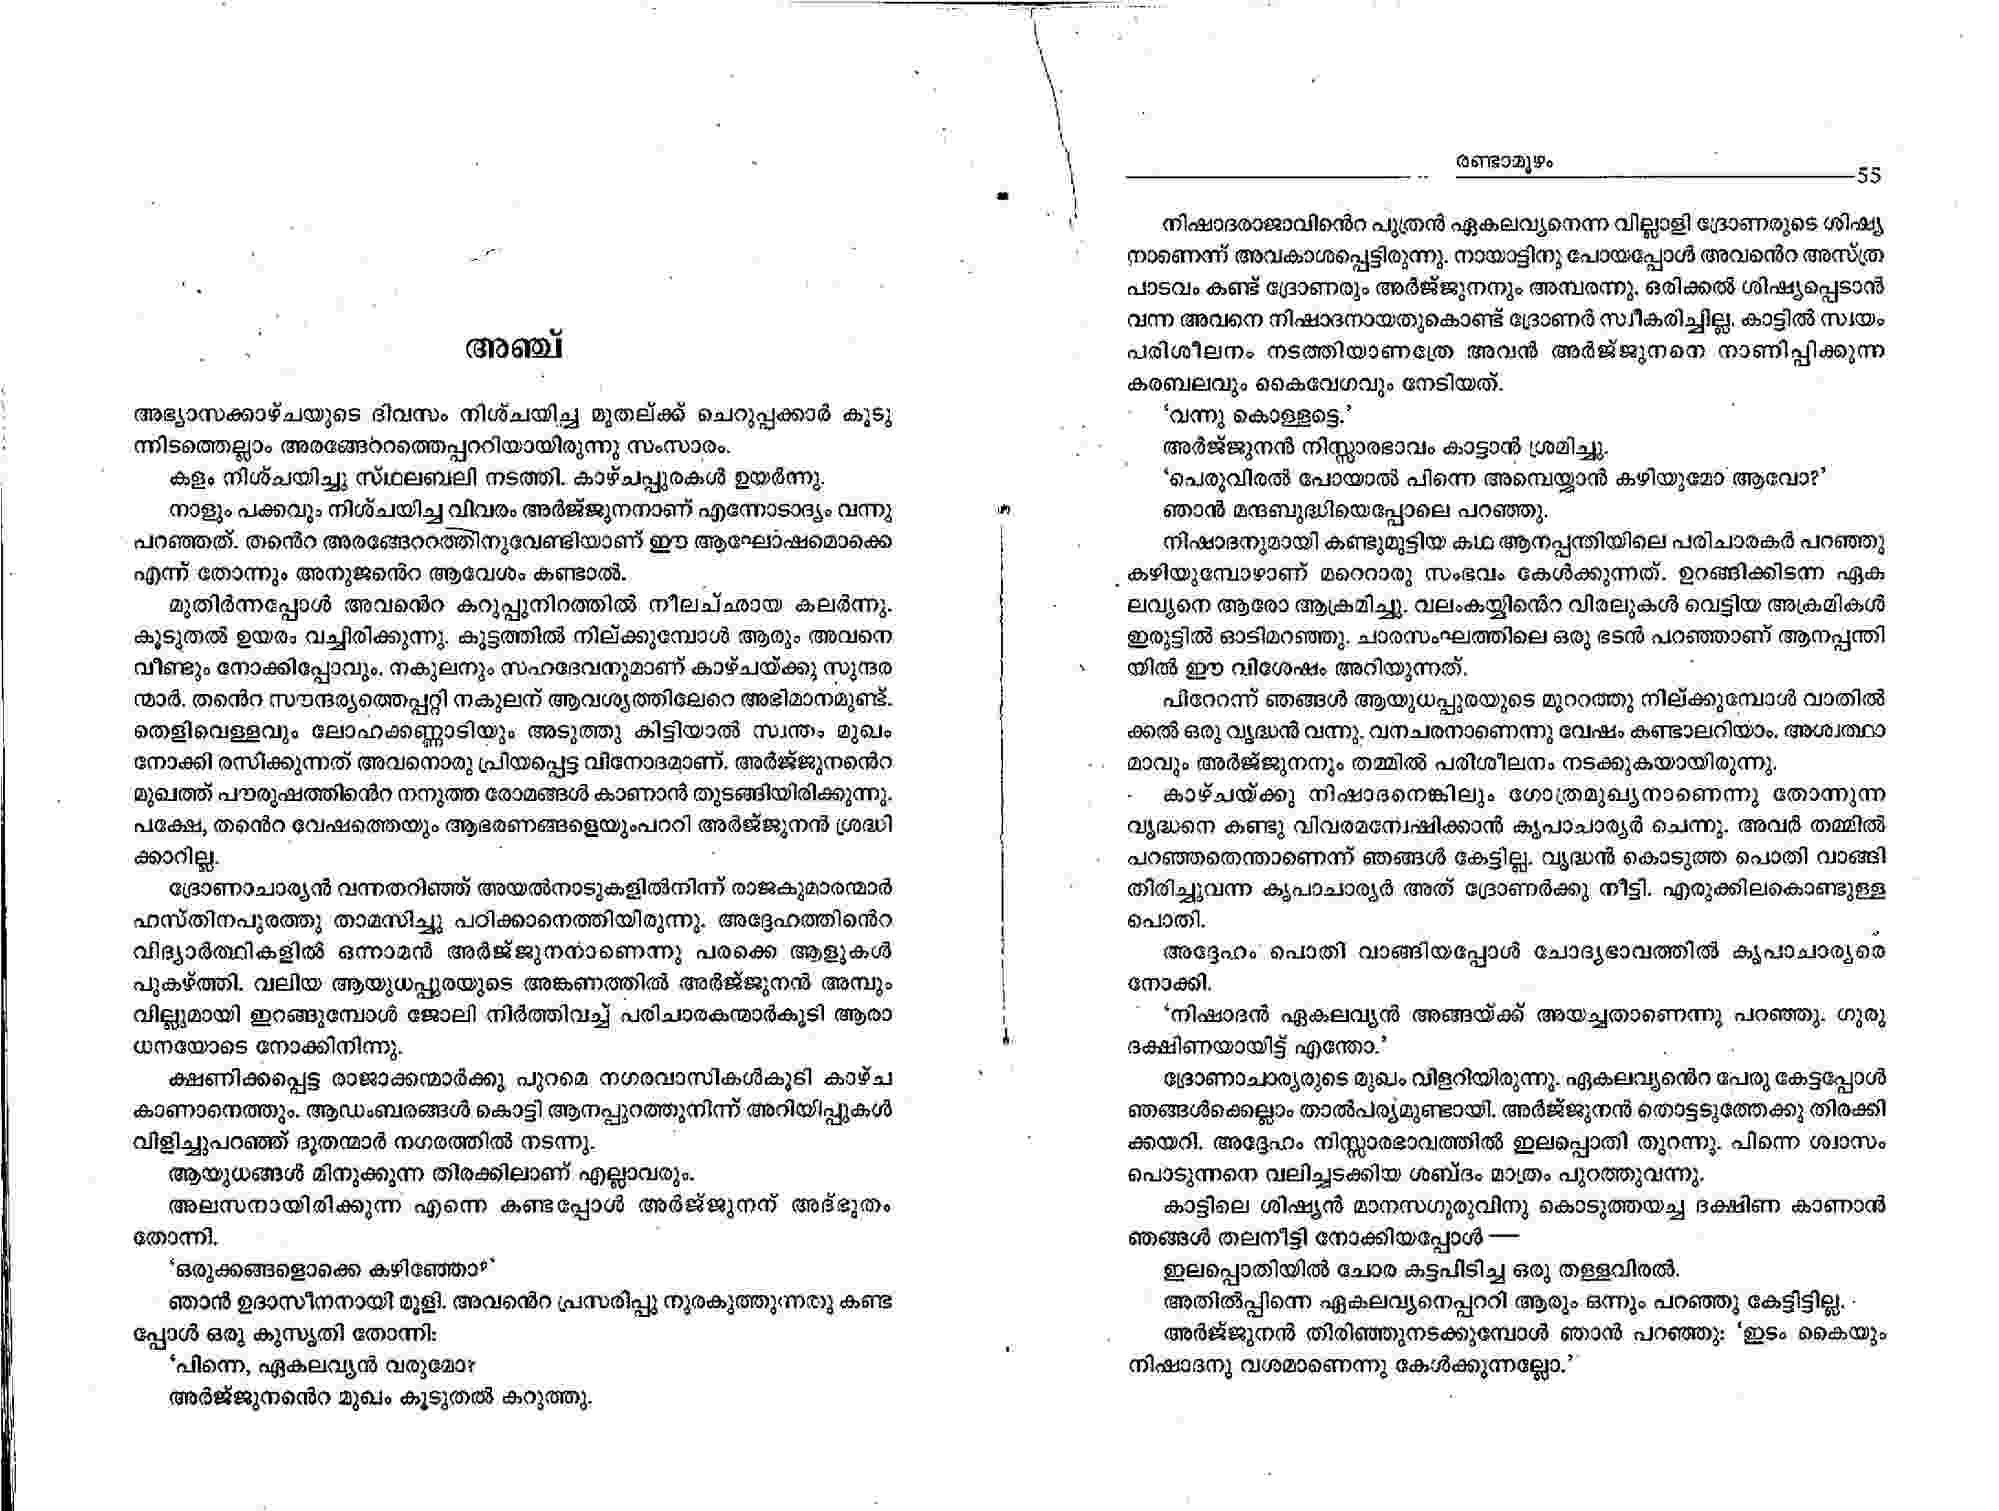 അഞ്ച്
അഭ്യാസക്കാഴ്ചയുടെ ദിവസം നിശ്ചയിച്ച മുതല്ക്ക് ചെറുപ്പക്കാർ കൂടു
ന്നിടത്തെല്ലാം അരങ്ങേററത്തെപ്പററിയായിരുന്നു സംസാരം.
കളം നിശ്ചയിച്ചു സ്ഥലബലി നടത്തി. കാഴ്ചപ്പുരകൾ ഉയർന്നു.
നാളും പക്കവും നിശ്ചയിച്ച വിവരം അർജ്ജുനനാണ് എന്നോടാദ്യം വന്നു
പറഞ്ഞത്. തൻെറ അരങ്ങേററത്തിനുവേണ്ടിയാണ് ഈ ആഘോഷമൊക്കെ
എന്ന് തോന്നും അനുജൻെറ ആവേശം കണ്ടാൽ.
മുതിർന്നപ്പോൾ അവൻെറ കറുപ്പുനിറത്തിൽ നീലച്ഛായ കലർന്നു.
കൂടുതൽ ഉയരം വച്ചിരിക്കുന്നു. കൂട്ടത്തിൽ നില്ക്കുമ്പോൾ ആരും അവനെ
വീണ്ടും നോക്കിപ്പോവും. നകുലനും സഹദേവനുമാണ് കാഴ്ചയ്ക്കു സുന്ദര
ന്മാർ. തൻെറ സൗന്ദര്യത്തെപ്പറ്റി നകുലന് ആവശ്യത്തിലേറെ അഭിമാനമുണ്ട്.
തെളിവെള്ളവും ലോഹക്കണ്ണാടിയും അടുത്തു കിട്ടിയാൽ സ്വന്തം മുഖം
നോക്കി രസിക്കുന്നത് അവനൊരു പ്രിയപ്പെട്ട വിനോദമാണ്. അർജ്ജുനൻെറ
മുഖത്ത് പൗരുഷത്തിൻെറ നനുത്ത രോമങ്ങൾ കാണാൻ തുടങ്ങിയിരിക്കുന്നു.
പക്ഷേ, തൻെറ വേഷത്തെയും ആഭരണങ്ങളെയുംപററി അർജ്ജുനൻ ശ്രദ്ധി
ക്കാറില്ല.
ദ്രോണാചാര്യൻ വന്നതറിഞ്ഞ് അയൽനാടുകളിൽനിന്ന് രാജകുമാരന്മാർ
ഹസ്തിനപുരത്തു താമസിച്ചു പഠിക്കാനെത്തിയിരുന്നു. അദ്ദേഹത്തിൻെറ
വിദ്യാർത്ഥികളിൽ ഒന്നാമൻ അർജ്ജുനനാണെന്നു പരക്കെ ആളുകൾ
പുകഴ്ത്തി. വലിയ ആയുധപ്പുരയുടെ അങ്കണത്തിൽ അർജ്ജുനൻ അമ്പും
വില്ലുമായി ഇറങ്ങുമ്പോൾ ജോലി നിർത്തിവച്ച് പരിചാരകന്മാർകൂടി ആരാ
ധനയോടെ നോക്കിനിന്നു.
ക്ഷണിക്കപ്പെട്ട രാജാക്കന്മാർക്കു പുറമെ നഗരവാസികൾകൂടി കാഴ്ച
കാണാനെത്തും. ആഡംബരങ്ങൾ കൊട്ടി ആനപ്പുറത്തുനിന്ന് അറിയിപ്പുകൾ
വിളിച്ചുപറഞ്ഞ് ദൂതന്മാർ നഗരത്തിൽ നടന്നു.
ആയുധങ്ങൾ മിനുക്കുന്ന തിരക്കിലാണ് എല്ലാവരും.
അലസനായിരിക്കുന്ന എന്നെ കണ്ടപ്പോൾ അർജ്ജുനന് അദ്ഭുതം
തോന്നി.
‘ഒരുക്കങ്ങളൊക്കെ കഴിഞ്ഞോ?’
ഞാൻ ഉദാസീനനായി മൂളി. അവൻെറ പ്രസരിപ്പു നുരകുത്തുന്നതു കണ്ട
പ്പോൾ ഒരു കുസൃതി തോന്നി:
‘പിന്നെ, ഏകലവ്യൻ വരുമോ?
അർജ്ജുനൻെറ മുഖം കൂടുതൽ കറുത്തു.
രണ്ടാമൂഴം
55
നിഷാദരാജാവിൻെറ പുത്രൻ ഏകലവ്യനെന്ന വില്ലാളി ദ്രോണരുടെ ശിഷ്യ
നാണെന്ന് അവകാശപ്പെട്ടിരുന്നു. നായാട്ടിനു പോയപ്പോൾ അവൻെറ അസ്ത്ര
പാടവം കണ്ട് ദ്രോണരും അർജ്ജുനനും അമ്പരന്നു. ഒരിക്കൽ ശിഷ്യപ്പെടാൻ
വന്ന അവനെ നിഷാദനായതുകൊണ്ട് ദ്രോണർ സ്വീകരിച്ചില്ല. കാട്ടിൽ സ്വയം
പരിശീലനം നടത്തിയാണത്രേ അവൻ അർജ്ജുനനെ നാണിപ്പിക്കുന്ന
കരബലവും കൈവേഗവും നേടിയത്.
‘വന്നു കൊള്ളട്ടെ.’
അർജ്ജുനൻ നിസ്സാരഭാവം കാട്ടാൻ ശ്രമിച്ചു.
‘പെരുവിരൽ പോയാൽ പിന്നെ അമ്പെയ്യാൻ കഴിയുമോ ആവോ?’
ഞാൻ മന്ദബുദ്ധിയെപ്പോലെ പറഞ്ഞു.
നിഷാദനുമായി കണ്ടുമുട്ടിയ കഥ ആനപ്പന്തിയിലെ പരിചാരകർ പറഞ്ഞു
കഴിയുമ്പോഴാണ് മറെറാരു സംഭവം കേൾക്കുന്നത്. ഉറങ്ങിക്കിടന്ന ഏക
ലവ്യനെ ആരോ ആക്രമിച്ചു. വലംകയ്യിൻെറ വിരലുകൾ വെട്ടിയ അക്രമികൾ
ഇരുട്ടിൽ ഓടിമറഞ്ഞു. ചാരസംഘത്തിലെ ഒരു ഭടൻ പറഞ്ഞാണ് ആനപ്പന്തി
യിൽ ഈ വിശേഷം അറിയുന്നത്.
പിറേറന്ന് ഞങ്ങൾ ആയുധപ്പുരയുടെ മുററത്തു നില്ക്കുമ്പോൾ വാതിൽ
ക്കൽ ഒരു വൃദ്ധൻ വന്നു. വനചരനാണെന്നു വേഷം കണ്ടാലറിയാം. അശ്വത്ഥാ
മാവും അർജ്ജുനനും തമ്മിൽ പരിശീലനം നടക്കുകയായിരുന്നു.
കാഴ്ചയ്ക്കു നിഷാദനെങ്കിലും ഗോത്രമുഖ്യനാണെന്നു തോന്നുന്ന
വൃദ്ധനെ കണ്ടു വിവരമന്വേഷിക്കാൻ കൃപാചാര്യർ ചെന്നു. അവർ തമ്മിൽ
പറഞ്ഞതെന്താണെന്ന് ഞങ്ങൾ കേട്ടില്ല. വൃദ്ധൻ കൊടുത്ത പൊതി വാങ്ങി
തിരിച്ചുവന്ന കൃപാചാര്യർ അത് ദ്രോണർക്കു നീട്ടി. എരുക്കിലകൊണ്ടുള്ള
പൊതി.
അദ്ദേഹം പൊതി വാങ്ങിയപ്പോൾ ചോദ്യഭാവത്തിൽ കൃപാചാര്യരെ
നോക്കി.
‘നിഷാദൻ ഏകലവ്യൻ അങ്ങയ്ക്ക് അയച്ചതാണെന്നു പറഞ്ഞു. ഗുരു
ദക്ഷിണയായിട്ട് എന്തോ.’
ദ്രോണാചാര്യരുടെ മുഖം വിളറിയിരുന്നു. ഏകലവ്യൻെറ പേരു കേട്ടപ്പോൾ
ഞങ്ങൾക്കെല്ലാം താൽപര്യമുണ്ടായി. അർജ്ജുനൻ തൊട്ടടുത്തേക്കു തിരക്കി
ക്കയറി. അദ്ദേഹം നിസ്സാരഭാവത്തിൽ ഇലപ്പൊതി തുറന്നു. പിന്നെ ശ്വാസം
പൊടുന്നനെ വലിച്ചടക്കിയ ശബ്ദം മാത്രം പുറത്തുവന്നു.
കാട്ടിലെ ശിഷ്യൻ മാനസഗുരുവിനു കൊടുത്തയച്ച ദക്ഷിണ കാണാൻ
ഞങ്ങൾ തലനീട്ടി നോക്കിയപ്പോൾ —
ഇലപ്പൊതിയിൽ ചോര കട്ടപിടിച്ച ഒരു തള്ളവിരൽ.
അതിൽപ്പിന്നെ ഏകലവ്യനെപ്പററി ആരും ഒന്നും പറഞ്ഞു കേട്ടിട്ടില്ല.
അർജ്ജുനൻ തിരിഞ്ഞുനടക്കുമ്പോൾ ഞാൻ പറഞ്ഞു: ‘ഇടം കൈയും
നിഷാദനു വശമാണെന്നു കേൾക്കുന്നല്ലോ.’